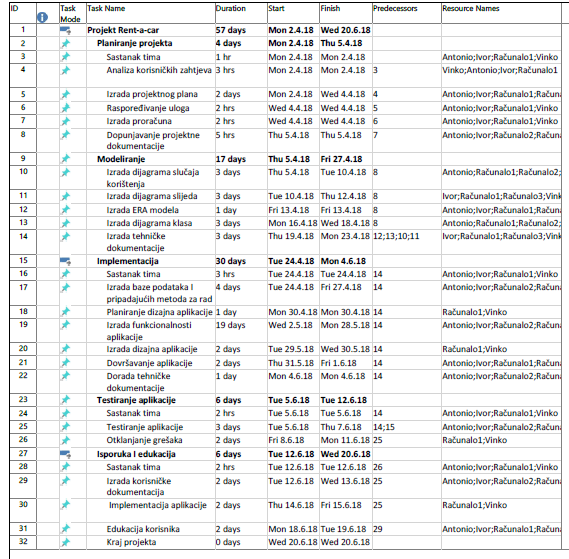 ID Task Mode Task Name Duration Start Finish Predecessors Resource Names
1 Projekt Rent-a-car 57 days Mon 2.4.18 Wed 20.6.18
2 Planiranje projekta 4 days Mon 2.4.18 Thu 5.4.18
3 Sastanak tima 1 hr Mon 2.4.18 Mon 2.4.18 Antonio;Ivor;Računalo1;Vinko
4 Analiza korisničkih zahtjeva 3 hrs Mon 2.4.18 Mon 2.4.18 3 Vinko;Antonio;Ivor;Računalo1
5 Izrada projektnog plana 2 days Mon 2.4.18 Wed 4.4.18 4 Antonio;Ivor;Računalo1;Račun
6 Raspoređivanje uloga 2 hrs Wed 4.4.18 Wed 4.4.18 5 Antonio;Ivor;Računalo1;Vinko
7 Izrada proračuna 2 hrs Wed 4.4.18 Wed 4.4.18 6 Antonio;Ivor;Računalo1;Vinko
8 Dopunjavanje projektne 5 hrs Thu 5.4.18 Thu 5.4.18 7 Antonio;Ivor;Računalo2;Račun
dokumentacije
9 Modeliranje 17 days Thu 5.4.18 Fri 27.4.18
10 Izrada dijagrama slučaja 3 days Thu 5.4.18 Tue 10.4.18 8 Antonio;Računalo1;Računalo2;
korištenja
11 Izrada dijagrama slijeda 3 days Tue 10.4.18 Thu 12.4.18 8 Ivor;Računalo1;Računalo3;Vink
12 Izrada ERA modela 1 day Fri 13.4.18 Fri 13.4.18 8 Antonio;Ivor;Računalo1;Račun
13 Izrada dijagrama klasa 3 days Mon 16.4.18 Wed 18.4.18 8 Antonio;Računalo1;Računalo2;
14 Izrada tehničke 3 days Thu 19.4.18 Mon 23.4.18 12;13;10;11 Ivor;Računalo1;Računalo3;Vink
dokumentacije
15 Implementacija 30 days Tue 24.4.18 Mon 4.6.18
16 Sastanak tima 3 hrs Tue 24.4.18 Tue 24.4.18 14 Antonio;Ivor;Računalo1;Vinko
17 Izrada baze podataka I 4 days Tue 24.4.18 Fri 27.4.18 14 Antonio;Ivor;Računalo2;Račun
pripadajućih metoda za rad
18 Planiranje dizajna aplikacije 1 day Mon 30.4.18 Mon 30.4.18 14 Računalo1;Vinko
19 Izrada funkcionalnosti 19 days Wed 2.5.18 Mon 28.5.18 14 Antonio;Ivor;Računalo2;Račun
aplikacije
20 Izrada dizajna aplikacije 2 days Tue 29.5.18 Wed 30.5.18 14 Antonio;Ivor;Računalo1;Račun
21 Dovršavanje aplikacije 2 days Thu 31.5.18 Fri 1.6.18 14 Antonio;Ivor;Računalo1;Račun
22 Dorada tehničke 1 day Mon 4.6.18 Mon 4.6.18 14 Antonio;Ivor;Računalo2;Račun
dokumentacije
23 Testiranje aplikacije 6 days Tue 5.6.18 Tue 12.6.18
24 Sastanak tima 2 hrs Tue 5.6.18 Tue 5.6.18 14 Antonio;Ivor;Računalo1;Vinko
25 Testiranje aplikacije 3 days Tue 5.6.18 Thu 7.6.18 14;15 Antonio;Ivor;Računalo2;Račun
26 Otklanjanje grešaka 2 days Fri 8.6.18 Mon 11.6.18 25 Računalo1;Vinko
27 Isporuka I edukacija 6 days Tue 12.6.18 Wed 20.6.18
28 Sastanak tima 2 hrs Tue 12.6.18 Tue 12.6.18 26 Antonio;Ivor;Računalo1;Vinko
29 Izrada korisničke 2 days Tue 12.6.18 Wed 13.6.18 25 Antonio;Ivor;Računalo2;Račun
dokumentacija
30 Implementacija aplikacije 2 days Thu 14.6.18 Fri 15.6.18 25 Računalo1;Vinko
31 Edukacija korisnika 2 days Mon 18.6.18 Tue 19.6.18 29 Antonio;Ivor;Računalo1;Račun
32 Kraj projekta 0 days Wed 20.6.18 Wed 20.6.18